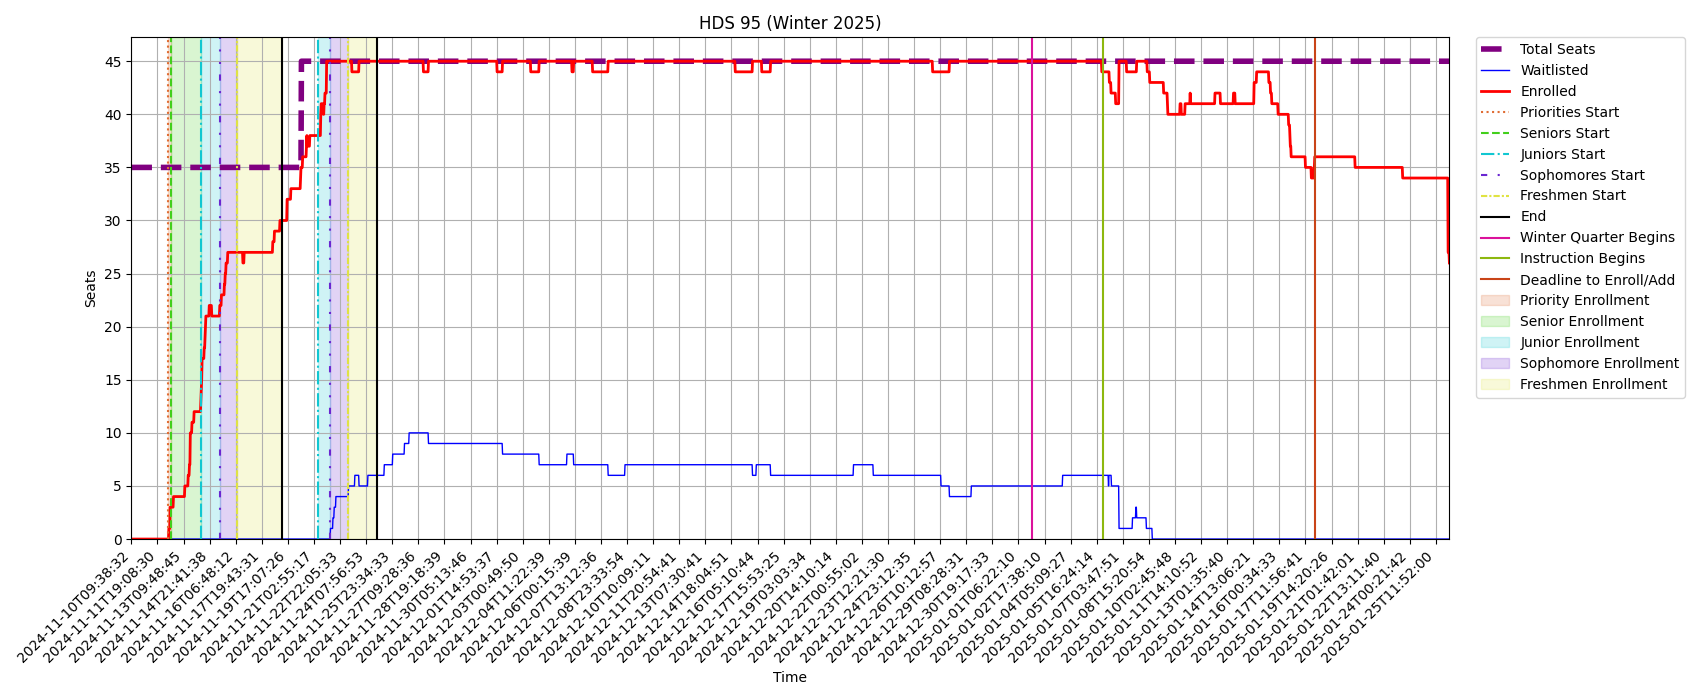 HDS 95 (Winter 2025)
Seats
45
40
35
30
25
20
15
10
5
0
2024-11-10T09:38:32
2024-11-11T19:08:30
2024-11-13T09:48:45
2024-11-14T21:41:38
2024-11-16T06:48:12
2024-11-17T19:43:31
2024-11-19T17:07:26
2024-11-21T02:55:17
2024-11-22T22:05:33
2024-11-24T07:56:53
2024-11-25T23:34:33
2024-11-27T09:28:36
2024-11-28T19:18:39
2024-11-30T05:13:46
2024-12-01T14:53:37
2024-12-03T00:49:50
2024-12-04T11:22:39
2024-12-06T00:15:39
2024-12-07T13:12:36
2024-12-08T23:33:54
2024-12-10T10:09:11
2024-12-11T20:54:41
2024-12-13T07:30:41
2024-12-14T18:04:51
2024-12-16T05:10:44
2024-12-17T15:53:25
2024-12-19T03:03:34
2024-12-20T14:10:14
2024-12-22T00:55:02
2024-12-23T12:21:30
2024-12-24T23:12:35
2024-12-26T10:12:57
2024-12-29T08:28:31
2024-12-30T19:17:33
2025-01-01T06:22:10
2025-01-02T17:38:10
2025-01-04T05:09:27
2025-01-05T16:24:14
2025-01-07T03:47:51
2025-01-08T15:20:54
2025-01-10T02:45:48
2025-01-11T14:10:52
2025-01-13T01:35:40
2025-01-14T13:06:21
2025-01-16T00:34:33
2025-01-17T11:56:41
2025-01-19T14:20:26
2025-01-21T01:42:01
2025-01-22T13:11:40
2025-01-24T00:21:42
2025-01-25T11:52:00
Time
Total Seats
Waitlisted
Enrolled
Priorities Start
Seniors Start
Juniors Start
Sophomores Start
Freshmen Start
End
Winter Quarter Begins
Instruction Begins
Deadline to Enroll/Add
Priority Enrollment
Senior Enrollment
Junior Enrollment
Sophomore Enrollment
Freshmen Enrollment